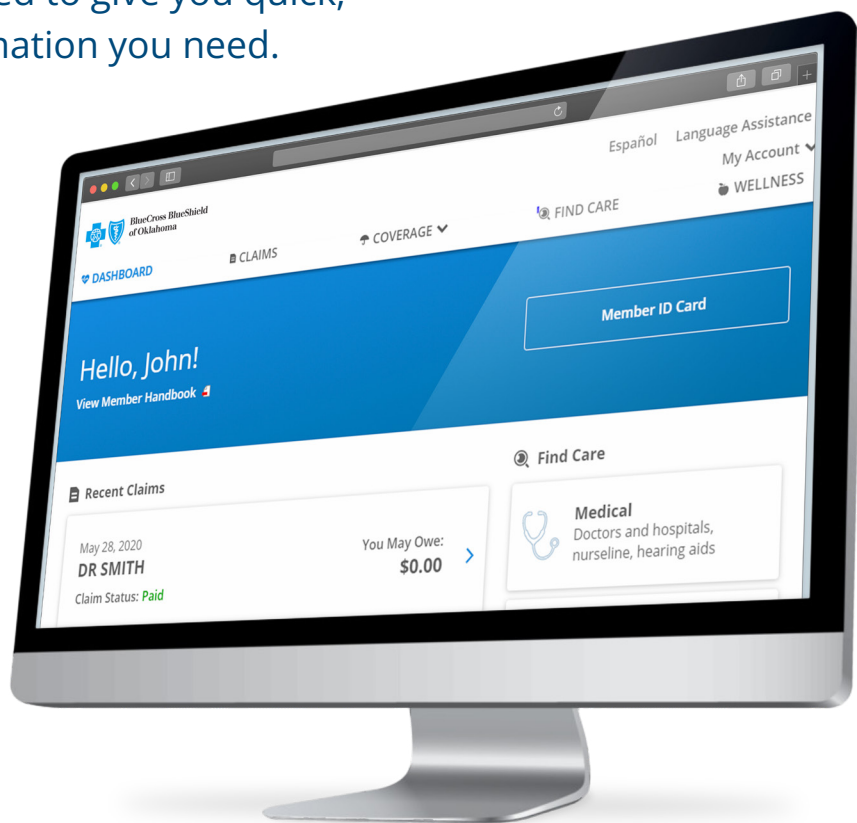 ed to give you quick,
mation you need.
Español Language Assistance
My Account
BlueCross BlueShield
of Oklahoma
DASHBOARD CLAIMS COVERAGE FIND CARE WELLNESS
Hello, John!
View Member Handbook
Member ID Card
Recent Claims
May 28, 2020
DR SMITH
Claim Status: Paid
You May Owe:
$0.00
Find Care
Medical
Doctors and hospitals,
nurseline, hearing aids